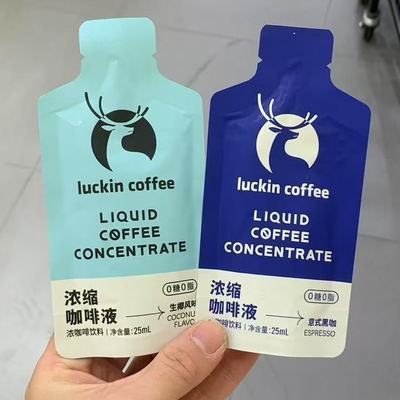 luckin coffee
LIQUID
COFFEE
CONCENTRATE
0糖0脂
浓缩
咖啡液
生椰风味
COCONUT
FLAVO
浓咖啡饮料 | 净含量:25mL
luckin coffee
LIQUID
COFFEE
CONCENTRATE
0糖0脂
浓缩
咖啡液
意式黑咖
ESPRESSO
咖啡饮料 | 净含量:25mL